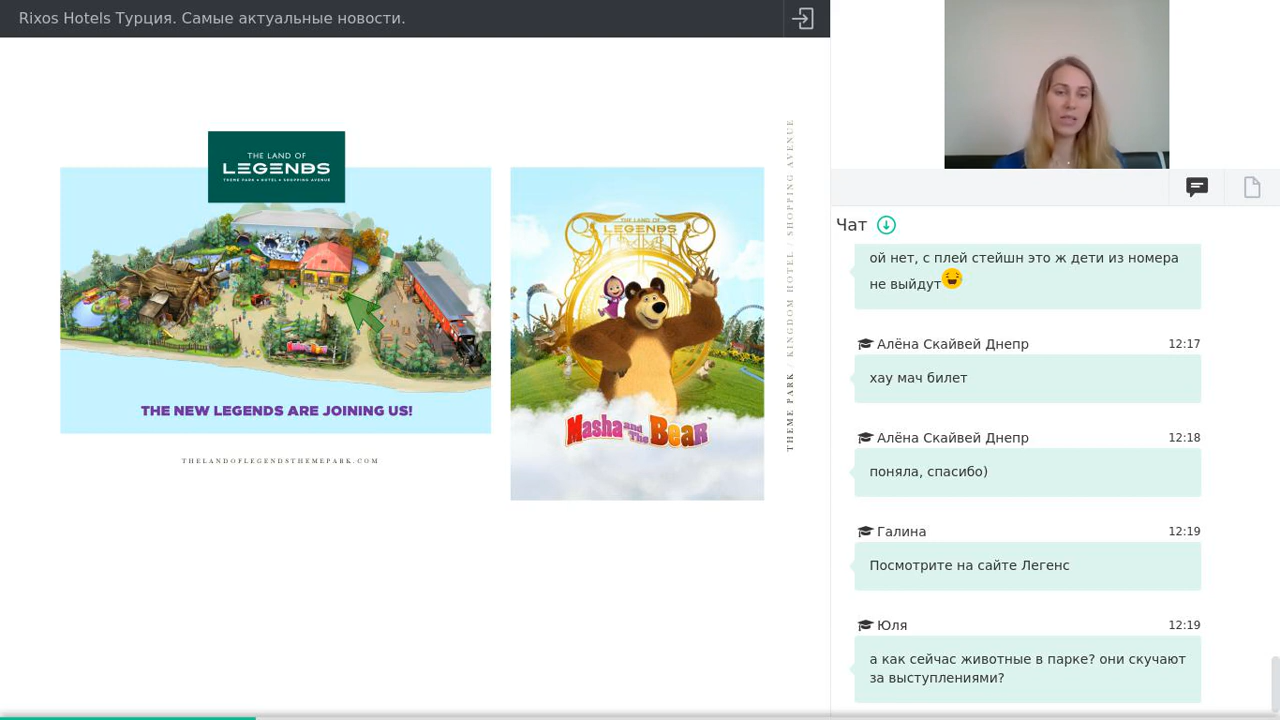 Rixos Hotels Турция. Самые актуальные новости.
THE LAND OF
LEGENDS
THEME PARK • HOTEL • SHOPPING AVENUE
Masha and The Bear
THE NEW LEGENDS ARE JOINING US!
THELANDOFLEGENDSTHEMEPARK.COM
THE LAND OF
LEGENDS
Masha and The Bear
THEME PARK / KINGDOM HOTEL / SHOPPING AVENUE
Чат
ой нет, с плей стейшн это ж дети из номера
не выйдут
Алёна Скайвей Днепр 12:17
хау мач билет
Алёна Скайвей Днепр 12:18
поняла, спасибо)
Галина 12:19
Посмотрите на сайте Легенс
Юля 12:19
а как сейчас животные в парке? они скучают
за выступлениями?